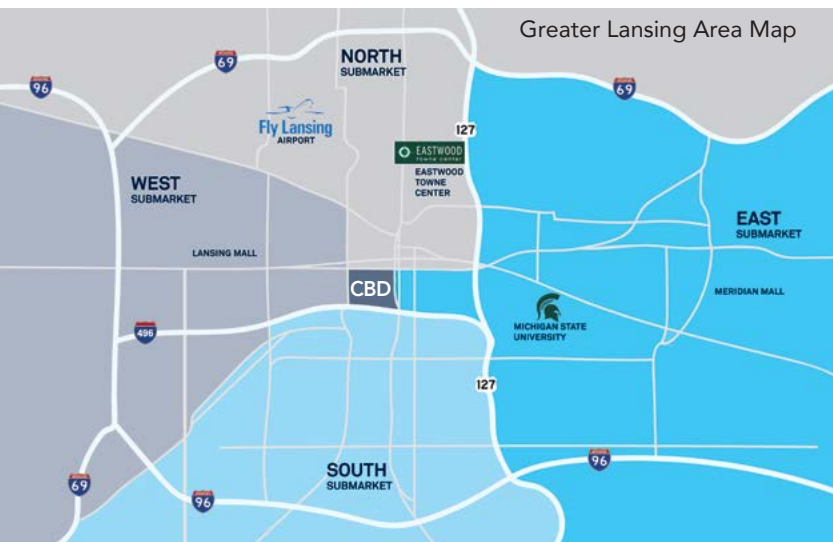 Greater Lansing Area Map
NORTH
SUBMARKET
69
96
69
127
Fly Lansing
AIRPORT
EASTWOOD
towne center
EASTWOOD
TOWNE
CENTER
WEST
SUBMARKET
EAST
SUBMARKET
LANSING MALL
CBD
MERIDIAN MALL
MICHIGAN STATE
UNIVERSITY
496
127
SOUTH
SUBMARKET
96
69
96